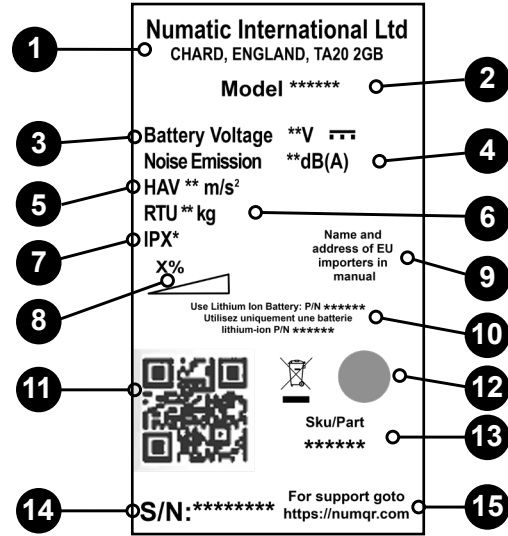 Numatic International Ltd
1
CHARD, ENGLAND, TA20 2GB
Model ******
2
3
Battery Voltage **V
Noise Emission **dB(A)
4
5
HAV ** m/s²
RTU ** kg
6
7
IPX*
Name and
address of EU
importers in
manual
9
X%
8
Use Lithium Ion Battery: P/N ******
Utilisez uniquement une batterie
lithium-ion P/N ******
10
11
12
Sku/Part
******
13
14
S/N:********
For support goto
https://numqr.com
15